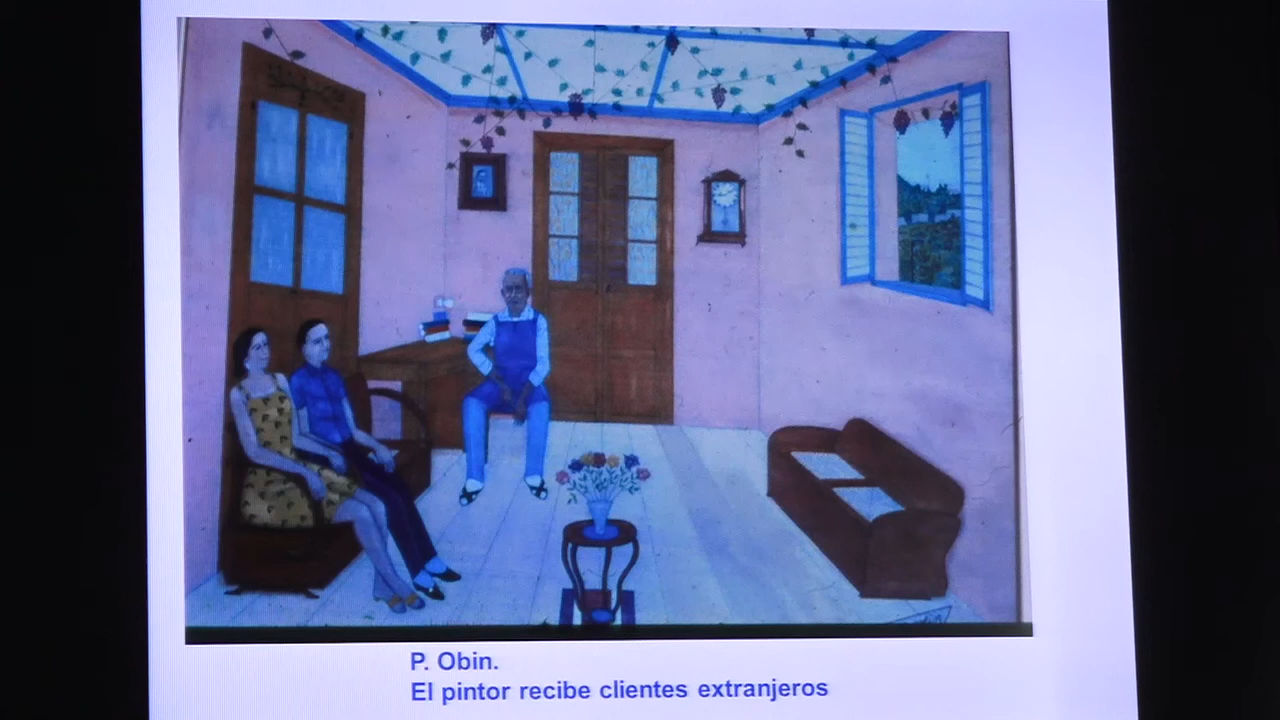 P. Obin.
El pintor recibe clientes extranjeros